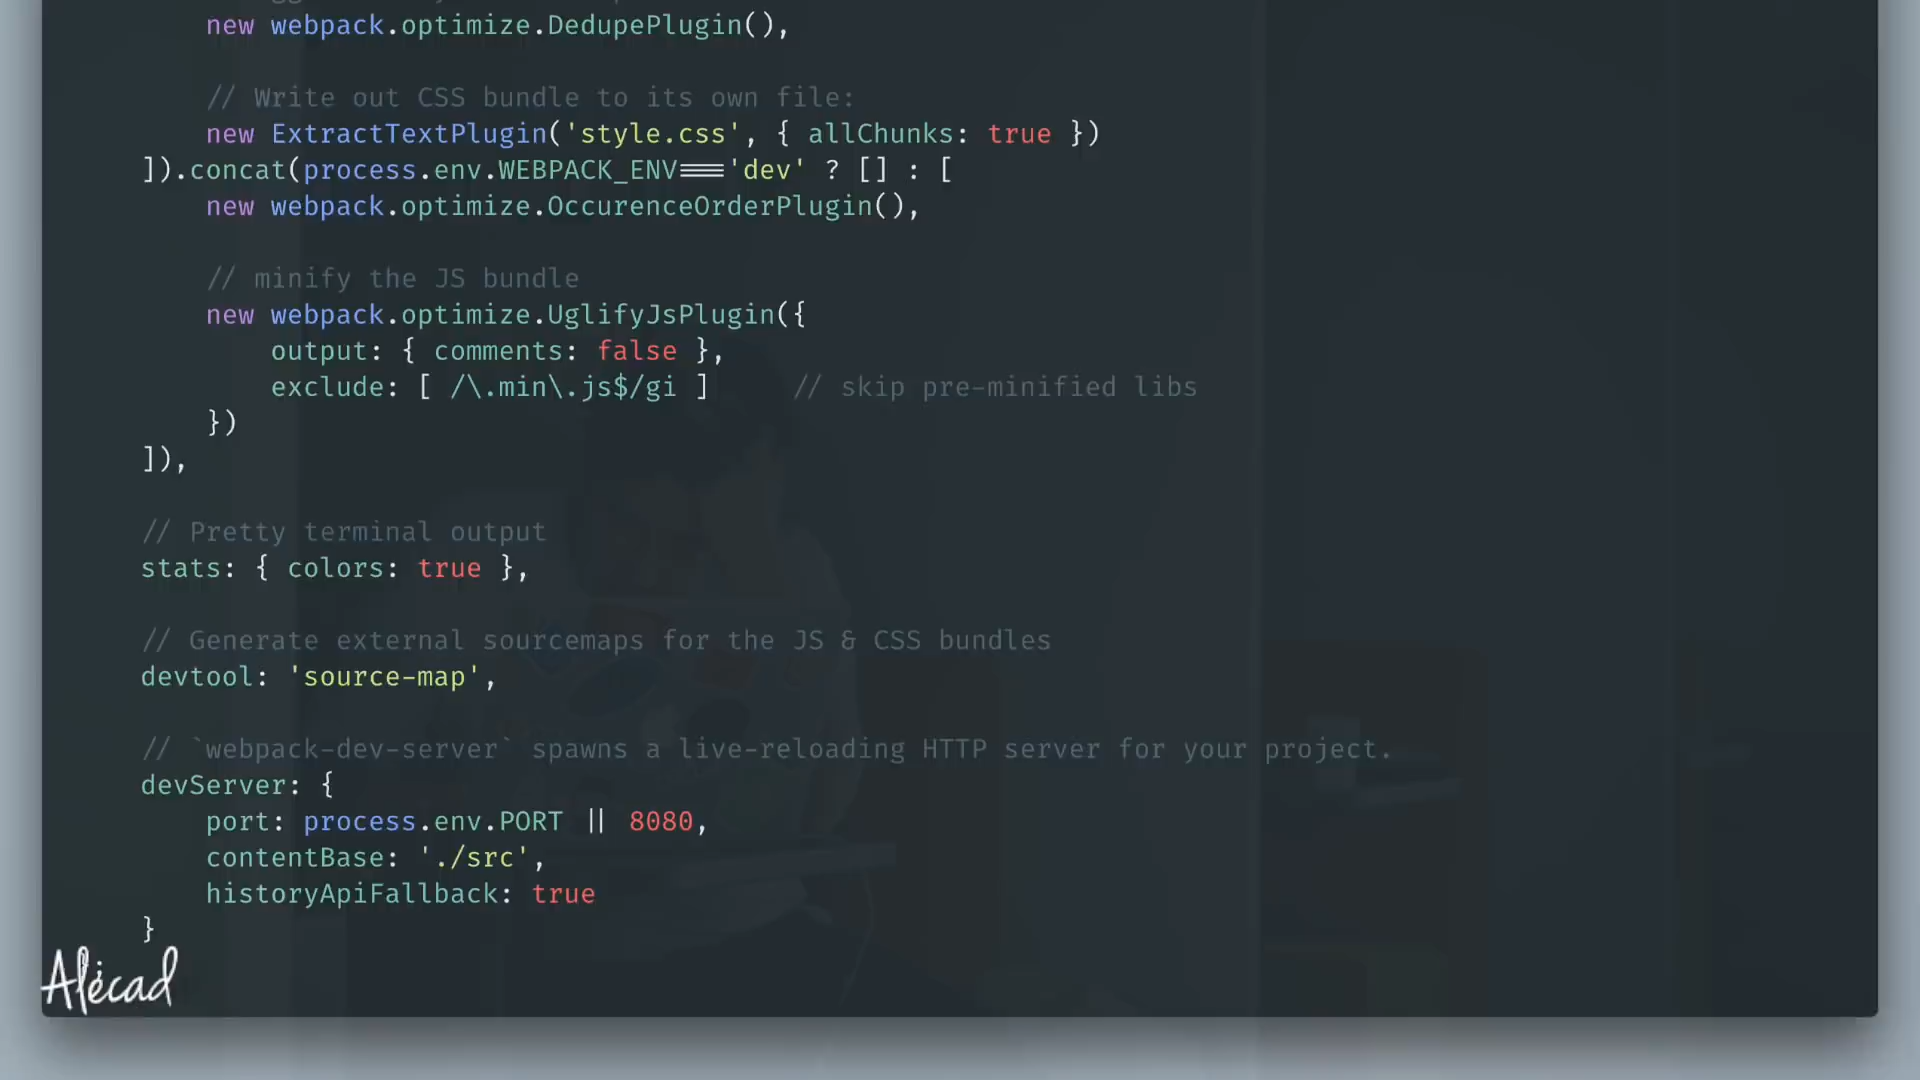 new webpack.optimize.DedupePlugin(),
// Write out CSS bundle to its own file:
new ExtractTextPlugin('style.css', { allChunks: true })
]).concat(process.env.WEBPACK_ENV==='dev' ? [] : [
new webpack.optimize.OccurenceOrderPlugin(),
// minify the JS bundle
new webpack.optimize.UglifyJsPlugin({
output: { comments: false },
exclude: [ /\.min\.js$/gi ]     // skip pre-minified libs
})
]),
// Pretty terminal output
stats: { colors: true },
// Generate external sourcemaps for the JS & CSS bundles
devtool: 'source-map',
// `webpack-dev-server` spawns a live-reloading HTTP server for your project.
devServer: {
port: process.env.PORT || 8080,
contentBase: './src',
historyApiFallback: true
}
Alecad